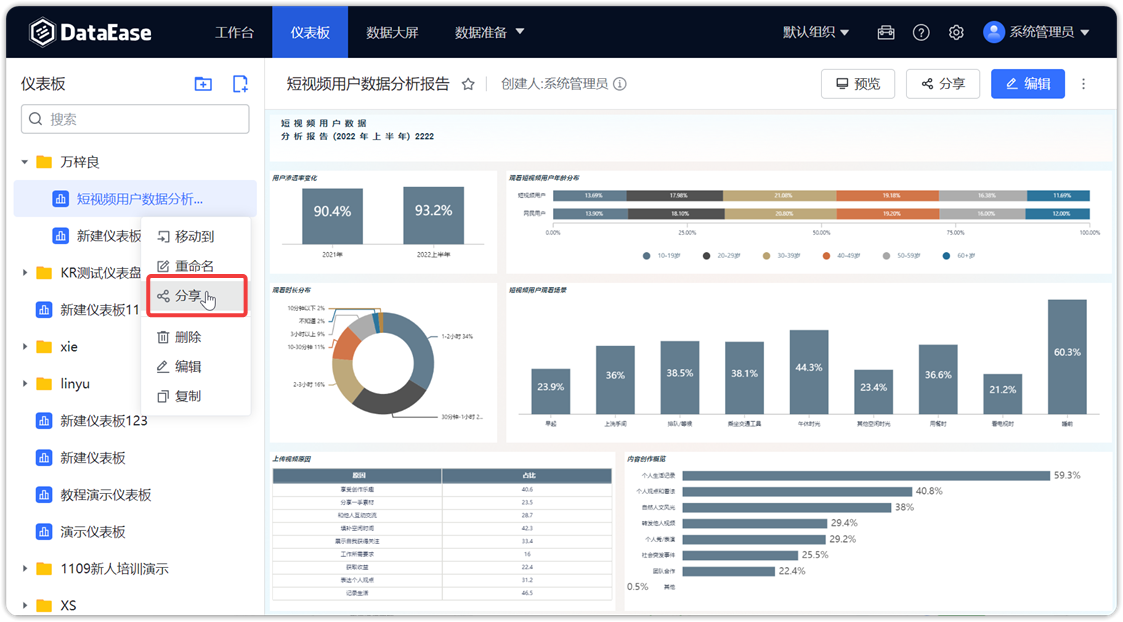 DataEase 工作台 仪表板 数据大屏 数据准备 默认组织 系统管理员
仪表板
搜索
万梓良
短视频用户数据分析...
新建仪表板
KR测试仪表盘
新建仪表板11
xie
linyu
新建仪表板123
新建仪表板
教程演示仪表板
演示仪表板
1109新人培训演示
XS
移动到
重命名
分享
删除
编辑
复制
短视频用户数据分析报告 创建人:系统管理员 预览 分享 编辑
短视频用户数据
分析报告 (2022年上半年) 2222
用户渗透率变化
90.4% 93.2%
2021年 2022上半年
观看短视频用户年龄分布
短视频用户 13.69% 17.98% 21.08% 19.18% 16.38% 11.69%
网民用户 13.90% 18.10% 20.80% 19.20% 16.00% 12.00%
0.00% 25.00% 50.00% 75.00% 100.00%
10-19岁 20-29岁 30-39岁 40-49岁 50-59岁 60+岁
观看时长分布
10分钟以下 2%
不知道 2%
3小时以上 9%
10-30分钟 11%
2-3小时 16%
1-2小时 34%
30分钟-1小时 2...
短视频用户观看场景
23.9% 36% 38.5% 38.1% 44.3% 23.4% 36.6% 21.2% 60.3%
早起 上洗手间 排队/等候 乘坐交通工具 午休时光 其他空闲时光 用餐时 看电视时 睡前
上传视频原因
原因 占比
享受创作乐趣 40.6
分享一手素材 23.5
和他人互动交流 28.7
填补空闲时间 42.3
展示自我获得关注 33.4
工作所需要求 16
获取收益 22.4
表达个人观点 31.2
记录生活 46.5
内容创作概览
个人生活记录 59.3%
个人观点和看法 40.8%
自然人文风光 38%
转发他人视频 29.4%
个人秀/表演 29.2%
社会突发事件 25.5%
团队合作 22.4%
0.5% 其他